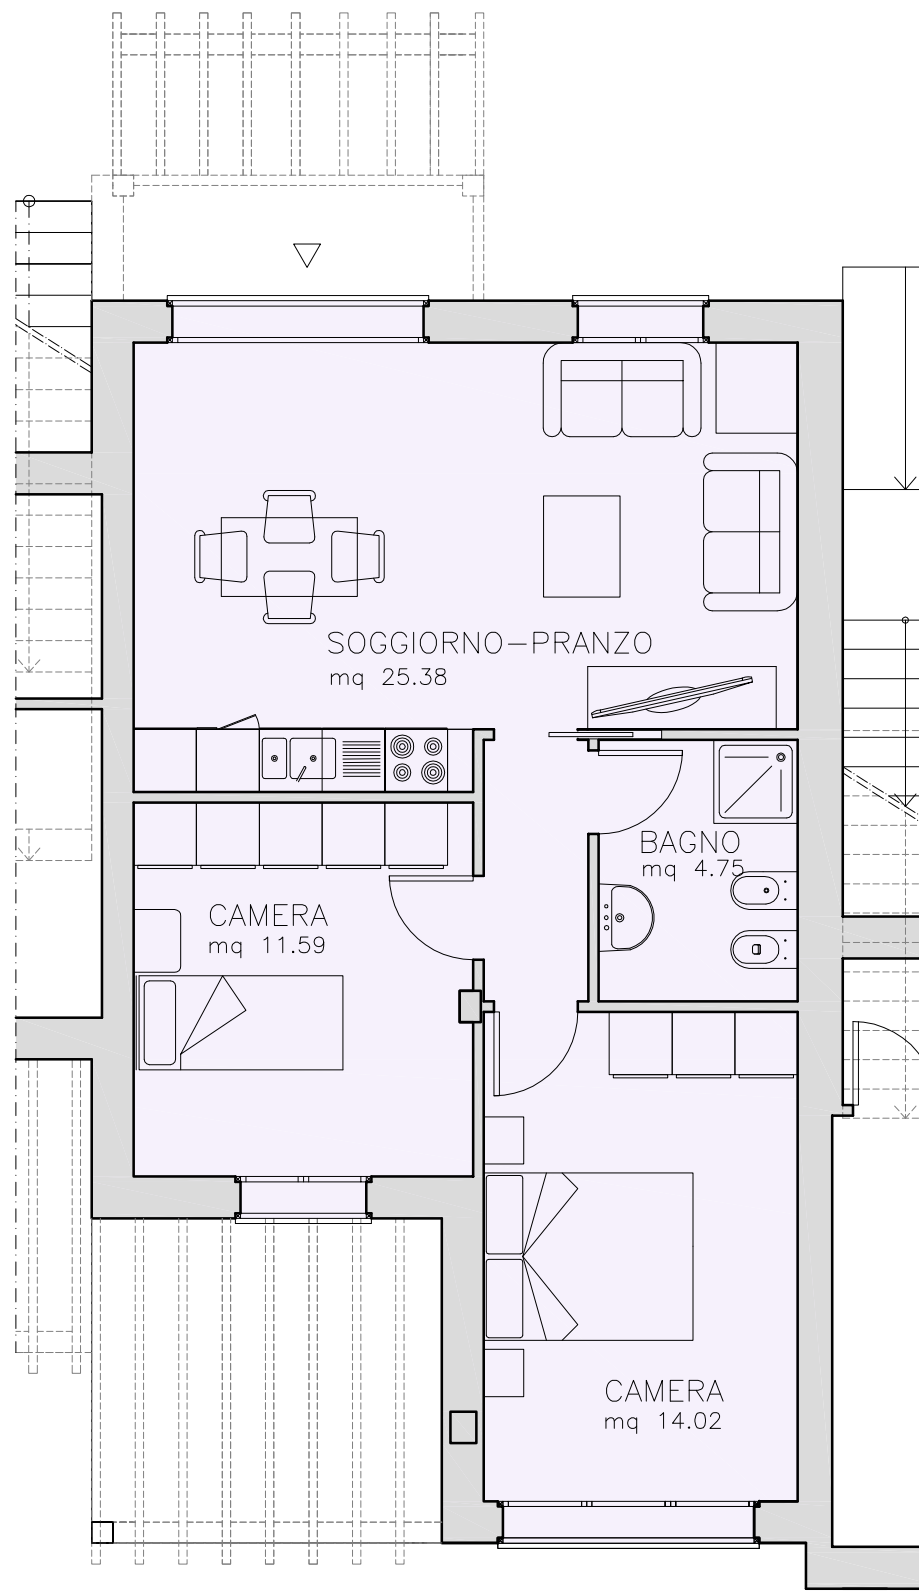 SOGGIORNO-PRANZO
mq 25.38
BAGNO
mq 4.75
CAMERA
mq 11.59
CAMERA
mq 14.02